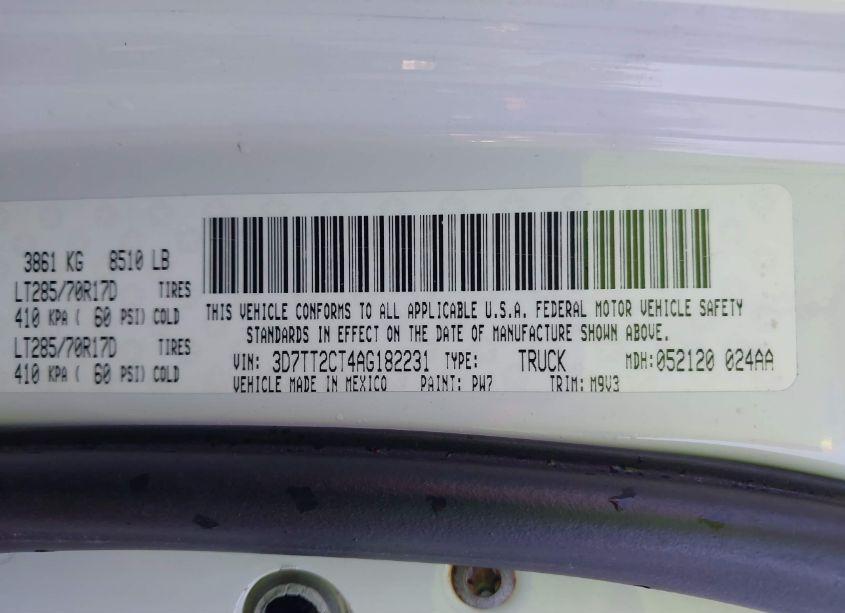 3861 KG 8510 LB
LT285/70R17D TIRES
410 KPA ( 60 PSI) COLD
LT285/70R17D TIRES
410 KPA ( 60 PSI) COLD
THIS VEHICLE CONFORMS TO ALL APPLICABLE U.S.A. FEDERAL MOTOR VEHICLE SAFETY
STANDARDS IN EFFECT ON THE DATE OF MANUFACTURE SHOWN ABOVE.
VIN: 3D7TT2CT4AG182231 TYPE: TRUCK MDH: 052120 024AA
VEHICLE MADE IN MEXICO PAINT: PW7 TRIM: M9V3